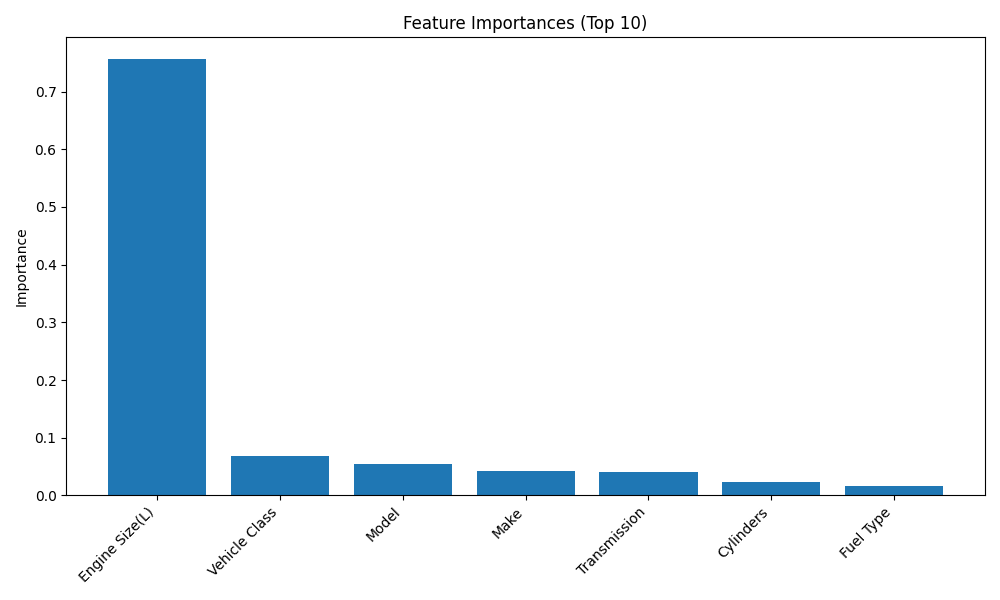 Feature Importances (Top 10)
Importance
0.7
0.6
0.5
0.4
0.3
0.2
0.1
0.0
Engine Size(L)
Vehicle Class
Model
Make
Transmission
Cylinders
Fuel Type